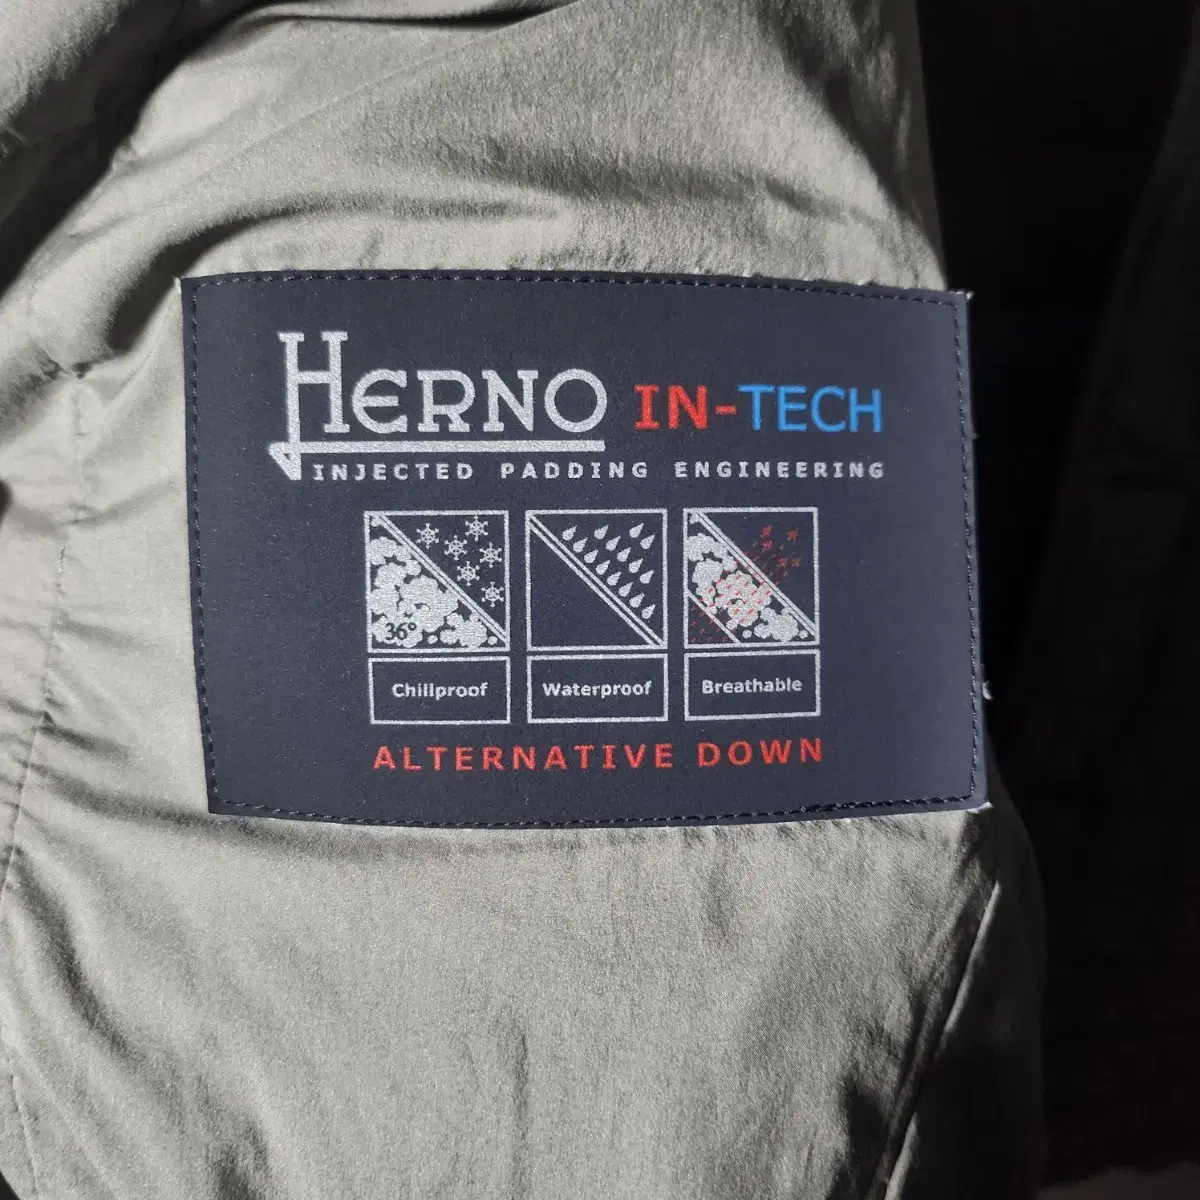 HERNO IN-TECH
INJECTED PADDING ENGINEERING
36°
Chillproof Waterproof Breathable
ALTERNATIVE DOWN